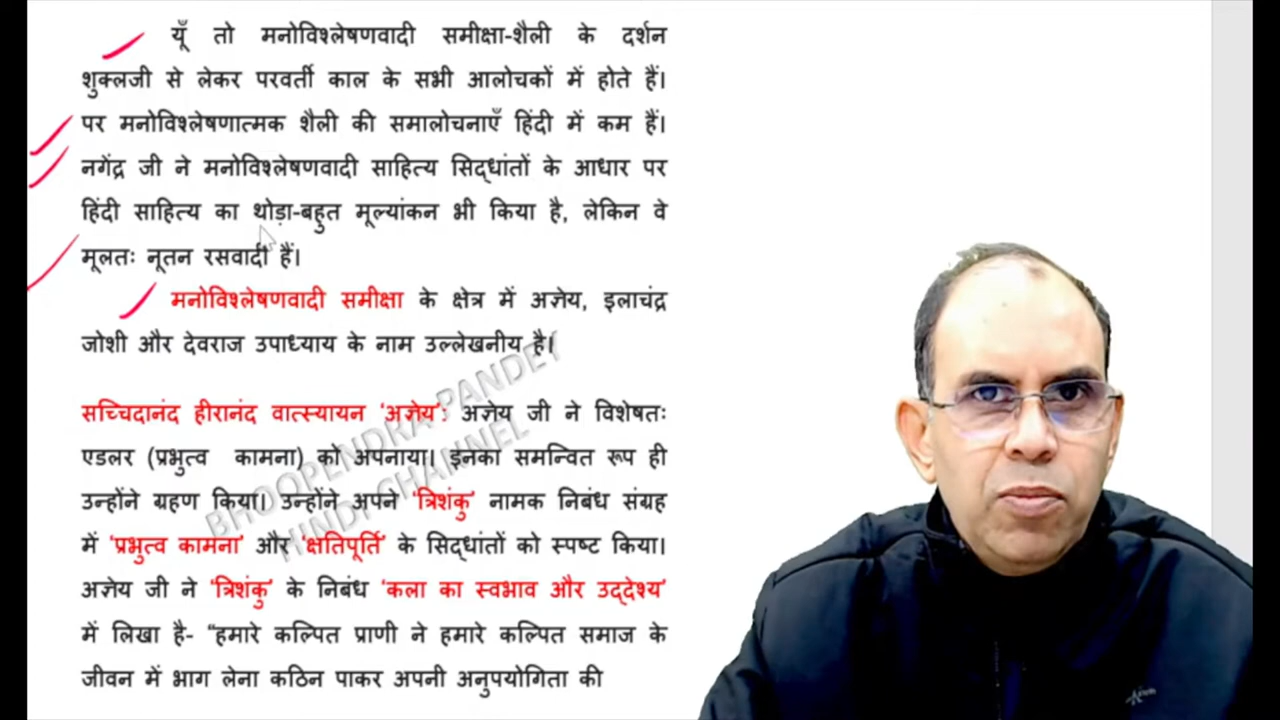 यूँ तो मनोविश्लेषणवादी समीक्षा-शैली के दर्शन
शुक्लजी से लेकर परवर्ती काल के सभी आलोचकों में होते हैं।
पर मनोविश्लेषणात्मक शैली की समालोचनाएँ हिंदी में कम हैं।
नगेंद्र जी ने मनोविश्लेषणवादी साहित्य सिद्धांतों के आधार पर
हिंदी साहित्य का थोड़ा-बहुत मूल्यांकन भी किया है, लेकिन वे
मूलतः नूतन रसवादी हैं।
मनोविश्लेषणवादी समीक्षा के क्षेत्र में अज्ञेय, इलाचंद्र
जोशी और देवराज उपाध्याय के नाम उल्लेखनीय है।
सच्चिदानंद हीरानंद वात्स्यायन ‘अज्ञेय’: अज्ञेय जी ने विशेषतः
एडलर (प्रभुत्व कामना) को अपनाया। इनका समन्वित रूप ही
उन्होंने ग्रहण किया। उन्होंने अपने ‘त्रिशंकु’ नामक निबंध संग्रह
में ‘प्रभुत्व कामना’ और ‘क्षतिपूर्ति’ के सिद्धांतों को स्पष्ट किया।
अज्ञेय जी ने ‘त्रिशंकु’ के निबंध ‘कला का स्वभाव और उद्देश्य’
में लिखा है- “हमारे कल्पित प्राणी ने हमारे कल्पित समाज के
जीवन में भाग लेना कठिन पाकर अपनी अनुपयोगिता की
BHOOPENDRA PANDEY
HINDI CHANNEL